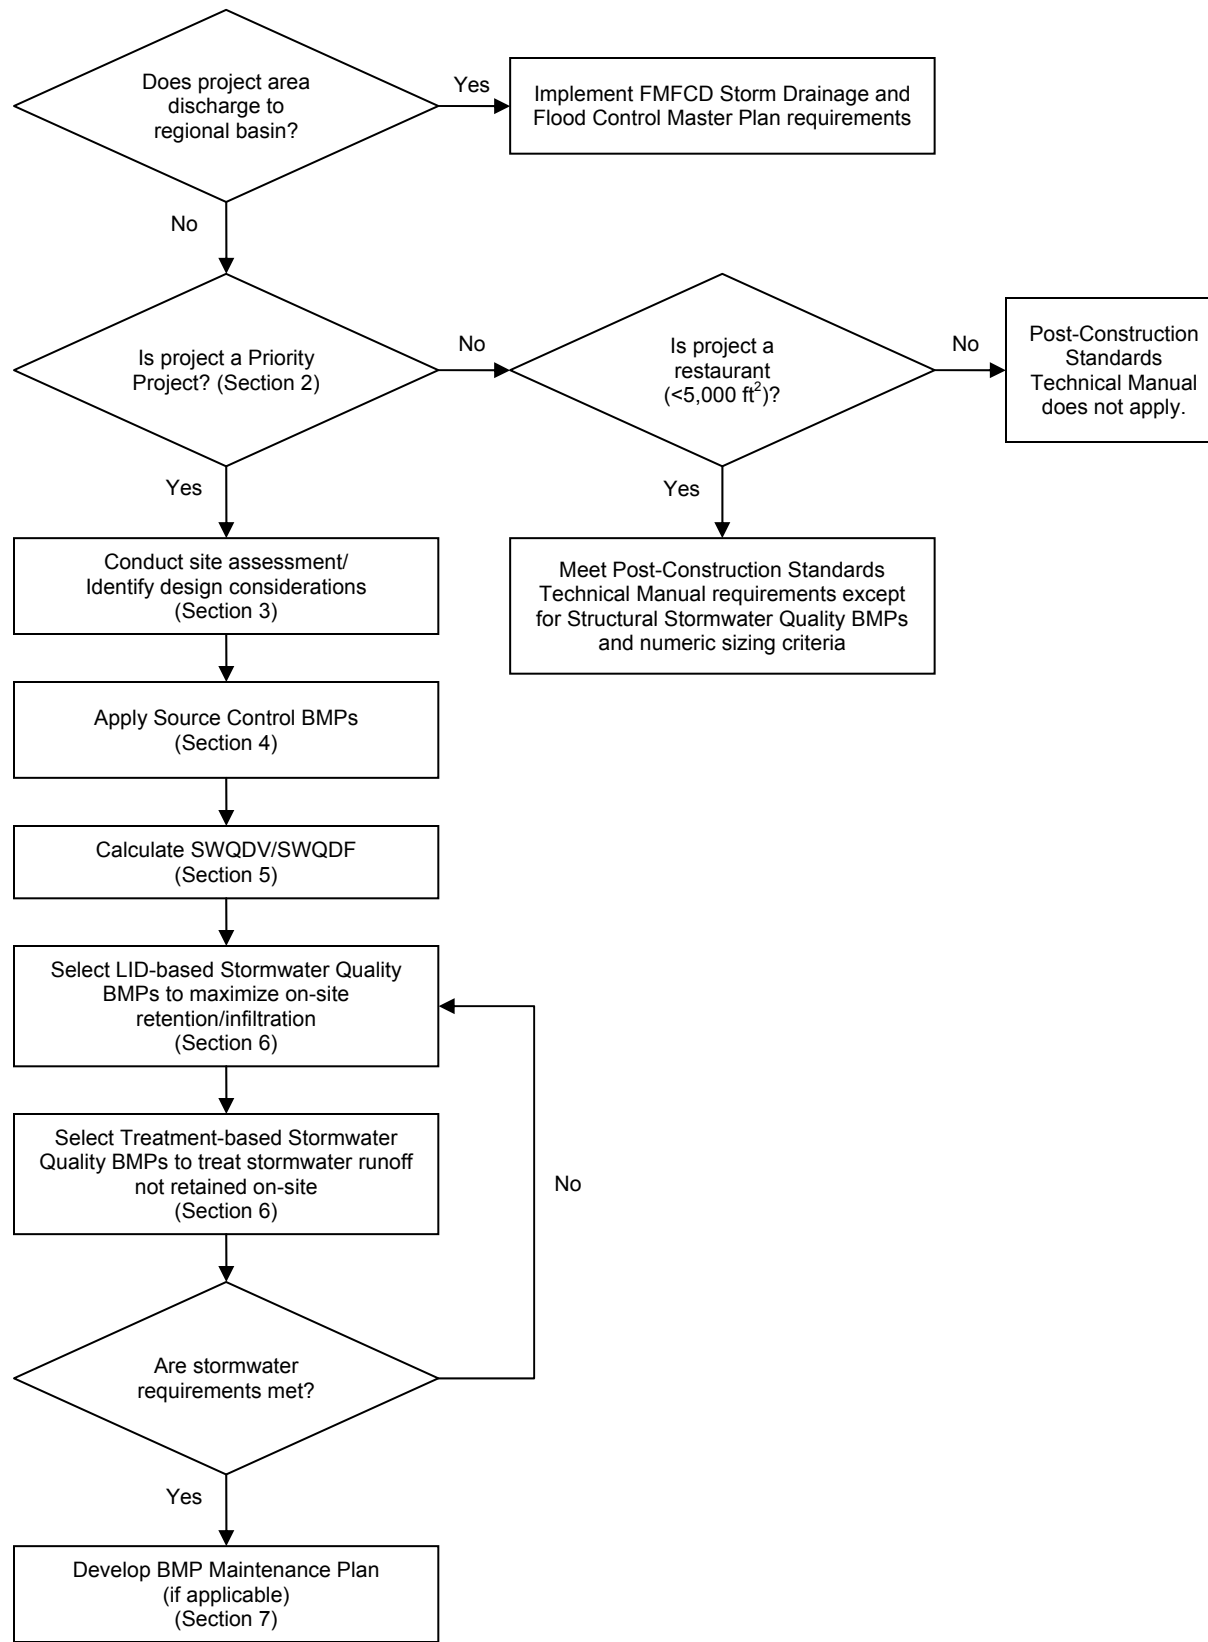 Does project area
discharge to
regional basin?
Yes
Implement FMFCD Storm Drainage and
Flood Control Master Plan requirements
No
Is project a Priority
Project? (Section 2)
No
Is project a
restaurant
(<5,000 ft²)?
No
Post-Construction
Standards
Technical Manual
does not apply.
Yes
Yes
Conduct site assessment/
Identify design considerations
(Section 3)
Meet Post-Construction Standards
Technical Manual requirements except
for Structural Stormwater Quality BMPs
and numeric sizing criteria
Apply Source Control BMPs
(Section 4)
Calculate SWQDV/SWQDF
(Section 5)
Select LID-based Stormwater Quality
BMPs to maximize on-site
retention/infiltration
(Section 6)
Select Treatment-based Stormwater
Quality BMPs to treat stormwater runoff
not retained on-site
(Section 6)
No
Are stormwater
requirements met?
Yes
Develop BMP Maintenance Plan
(if applicable)
(Section 7)